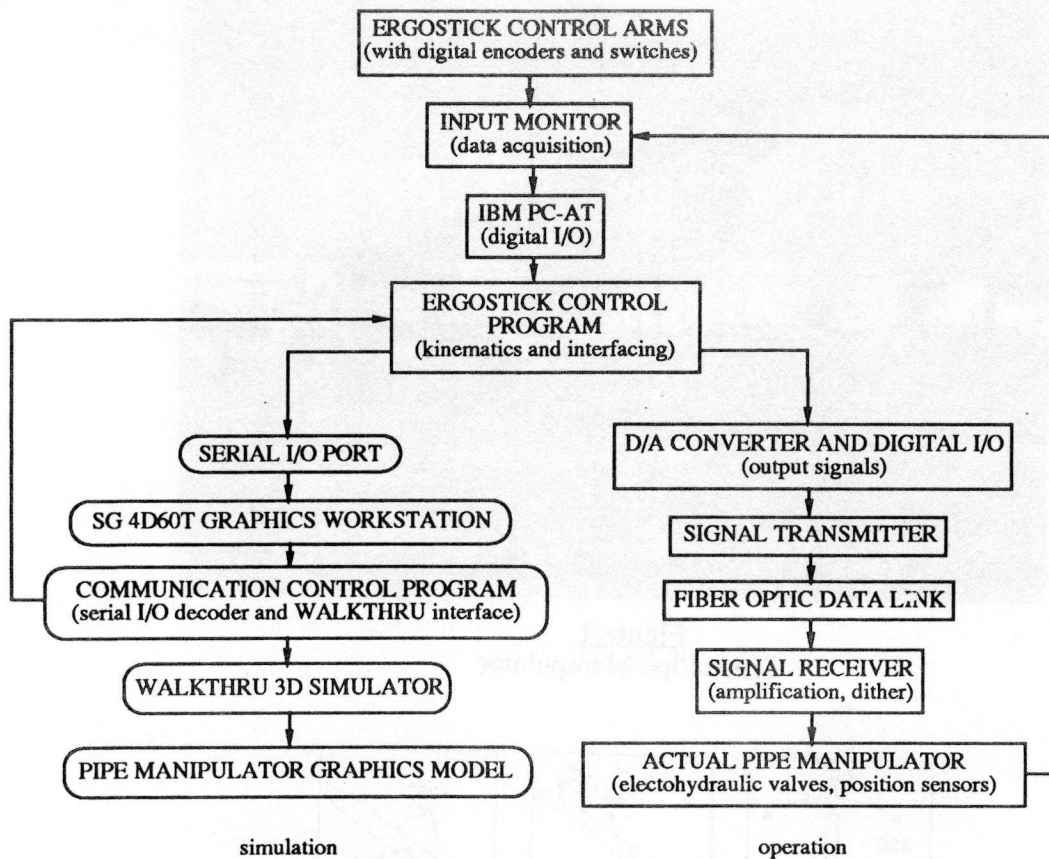 ERGOSTICK CONTROL ARMS
(with digital encoders and switches)
INPUT MONITOR
(data acquisition)
IBM PC-AT
(digital I/O)
ERGOSTICK CONTROL
PROGRAM
(kinematics and interfacing)
SERIAL I/O PORT
SG 4D60T GRAPHICS WORKSTATION
COMMUNICATION CONTROL PROGRAM
(serial I/O decoder and WALKTHRU interface)
WALKTHRU 3D SIMULATOR
PIPE MANIPULATOR GRAPHICS MODEL
simulation
D/A CONVERTER AND DIGITAL I/O
(output signals)
SIGNAL TRANSMITTER
FIBER OPTIC DATA LINK
SIGNAL RECEIVER
(amplification, dither)
ACTUAL PIPE MANIPULATOR
(electohydraulic valves, position sensors)
operation